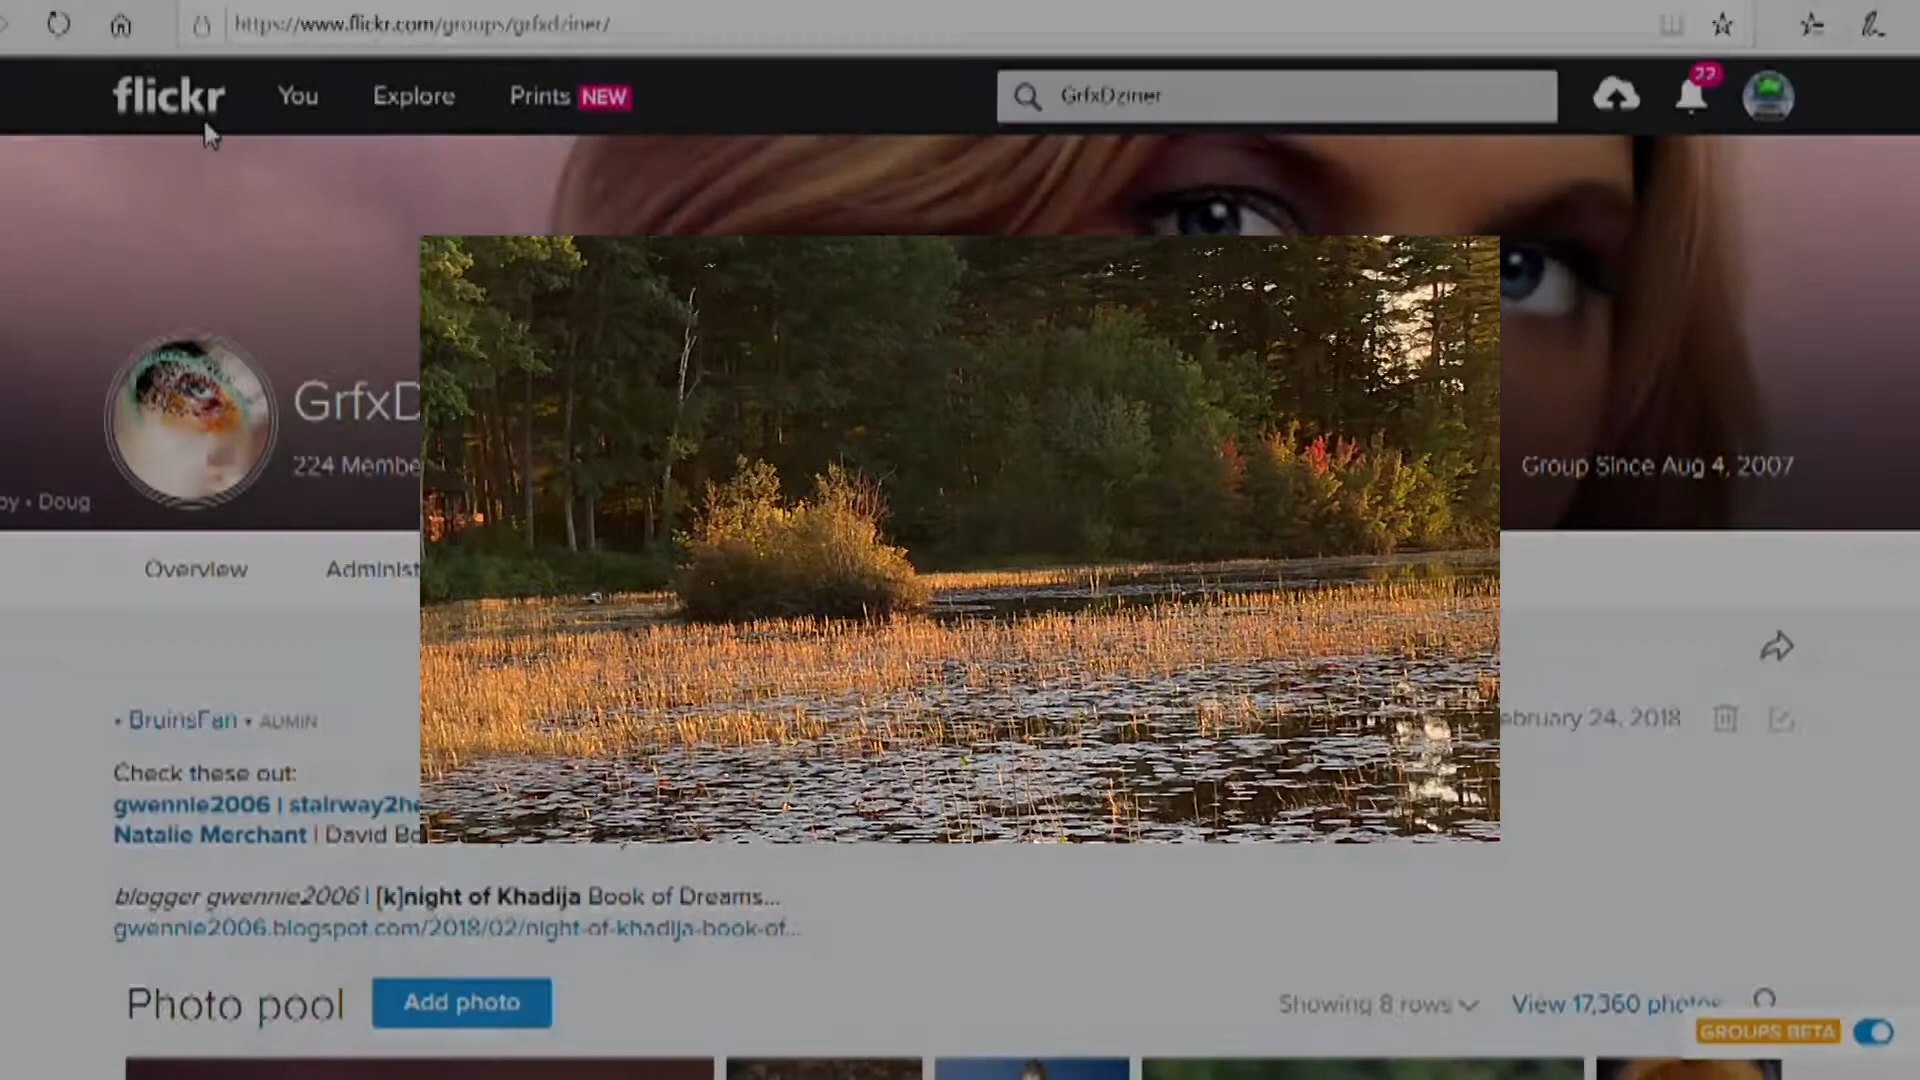 https://www.flickr.com/groups/grfxdziner/
flickr You Explore Prints NEW
GrfxDziner
22
GrfxD
224 Membe
Group Since Aug 4, 2007
oy • Doug
Overview Administ
• BruinsFan • ADMIN
ebruary 24, 2018
Check these out:
gwennie2006 | stairway2he
Natalie Merchant | David Bo
blogger gwennie2006 | [k]night of Khadija Book of Dreams...
gwennie2006.blogspot.com/2018/02/night-of-khadija-book-of...
Photo pool Add photo
Showing 8 rows
View 17,360 photos
GROUPS BETA